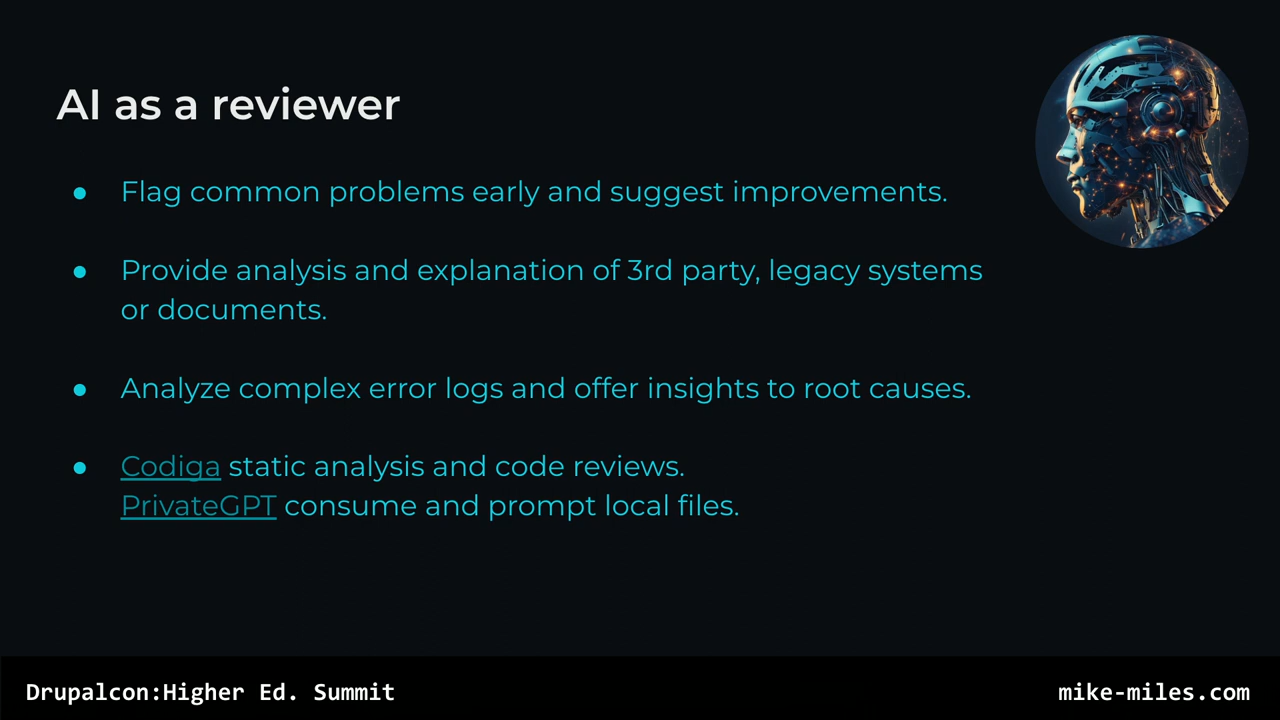 AI as a reviewer
● Flag common problems early and suggest improvements.
● Provide analysis and explanation of 3rd party, legacy systems
or documents.
● Analyze complex error logs and offer insights to root causes.
● Codiga static analysis and code reviews.
PrivateGPT consume and prompt local files.
Drupalcon:Higher Ed. Summit
mike-miles.com